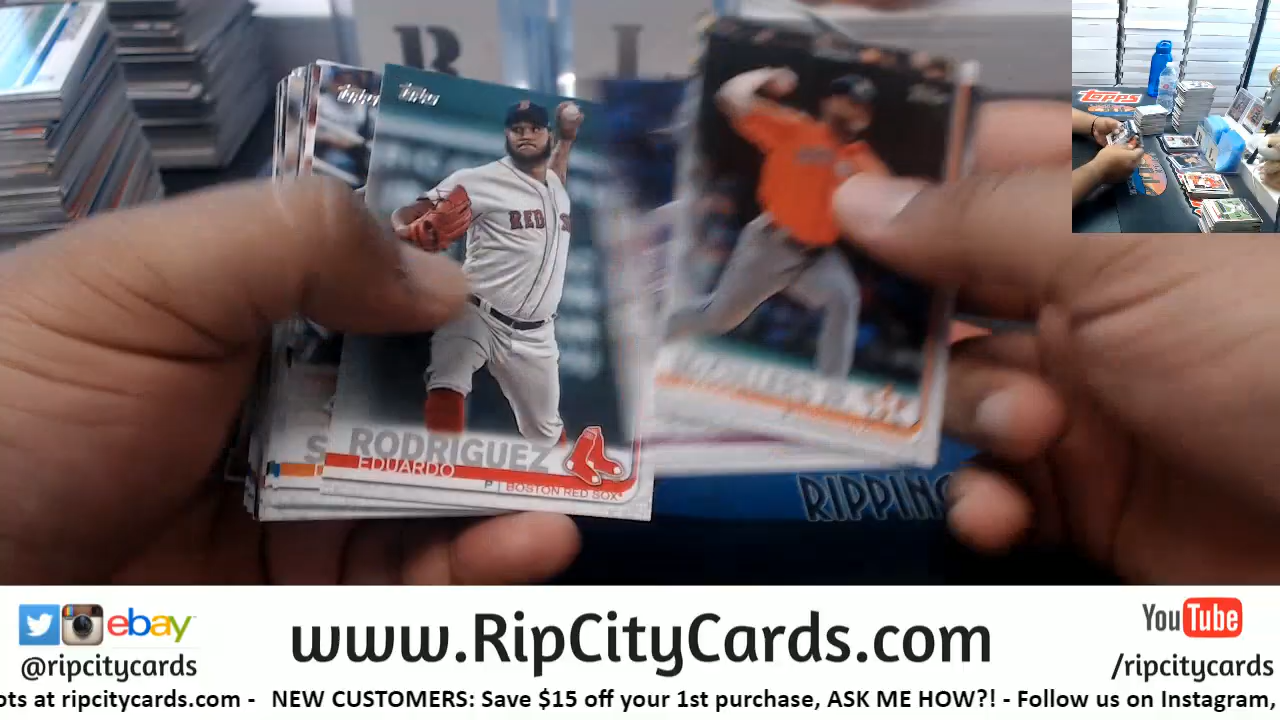 Topps
Topps
RED S
S
RODRIGUEZ
EDUARDO
P | BOSTON RED SOX
RIPPING
topps
ebay
@ripcitycards
www.RipCityCards.com
YouTube
/ripcitycards
ots at ripcitycards.com - NEW CUSTOMERS: Save $15 off your 1st purchase, ASK ME HOW?! - Follow us on Instagram,